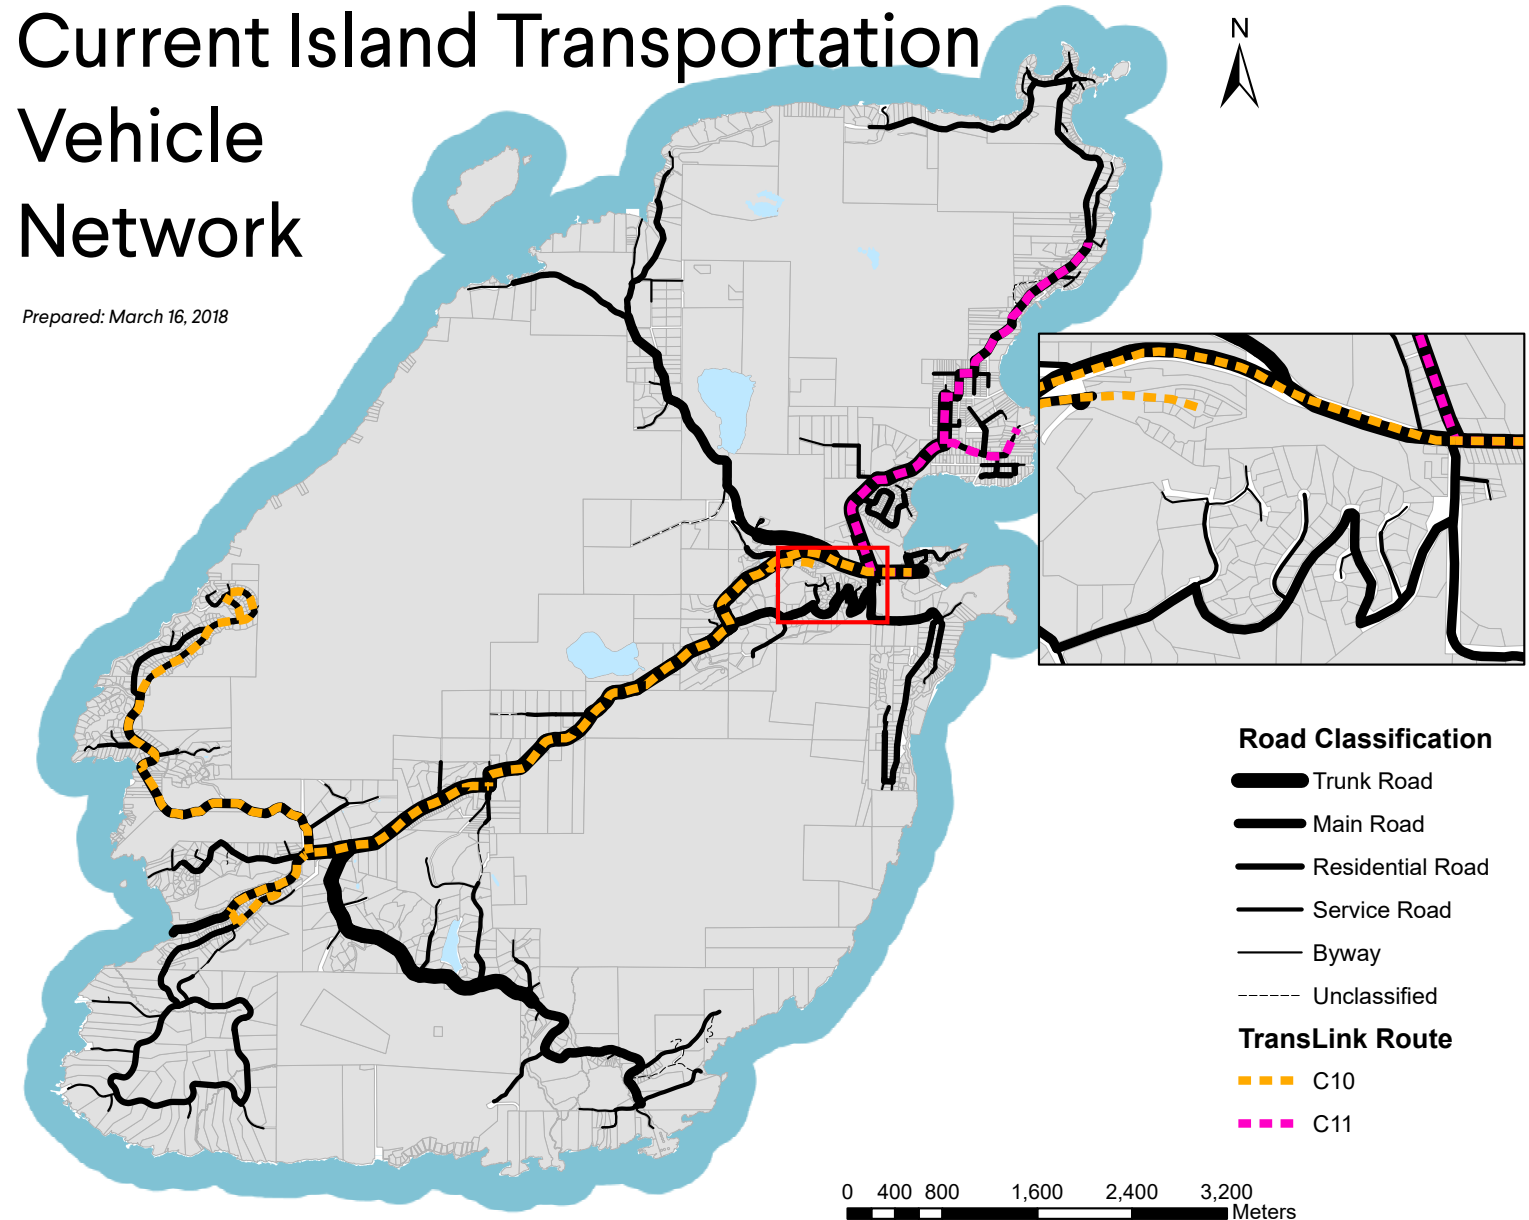 Current Island Transportation
Vehicle
Network
Prepared: March 16, 2018
N
Road Classification
Trunk Road
Main Road
Residential Road
Service Road
Byway
Unclassified
TransLink Route
C10
C11
0 400 800 1,600 2,400 3,200
Meters